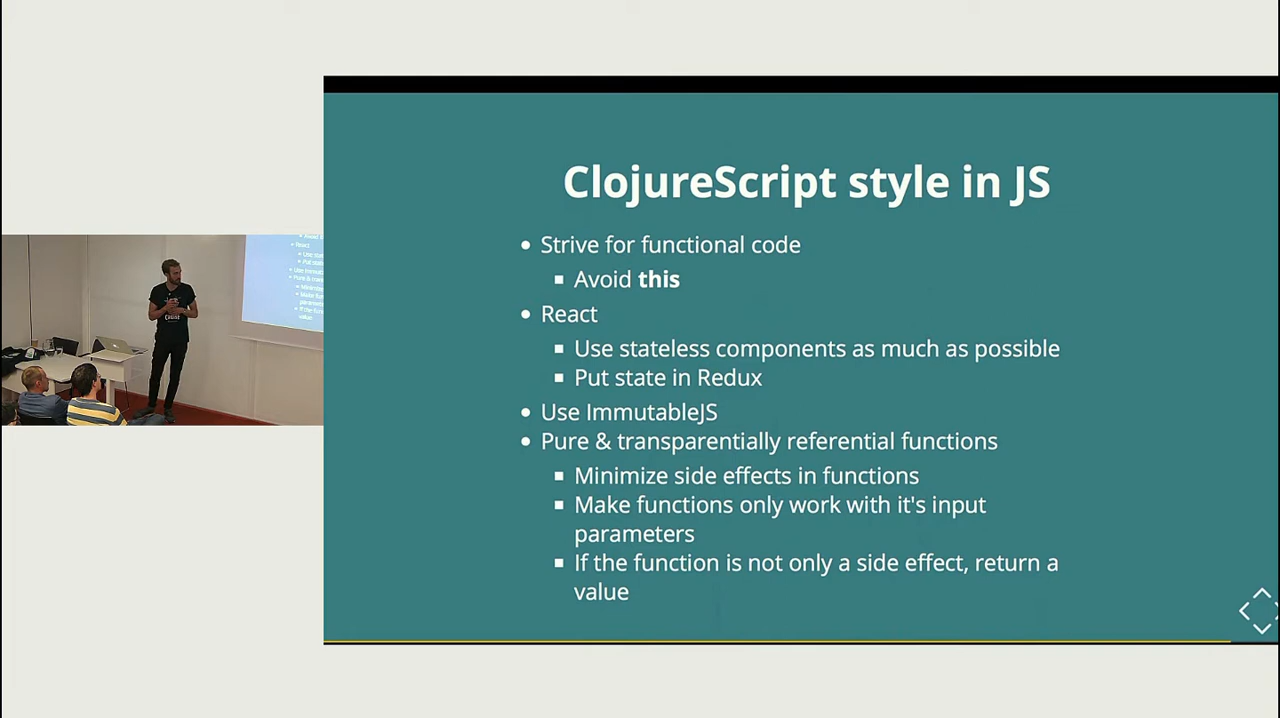 ClojureScript style in JS
Strive for functional code
Avoid this
React
Use stateless components as much as possible
Put state in Redux
Use ImmutableJS
Pure & transparentially referential functions
Minimize side effects in functions
Make functions only work with it's input
parameters
If the function is not only a side effect, return a
value